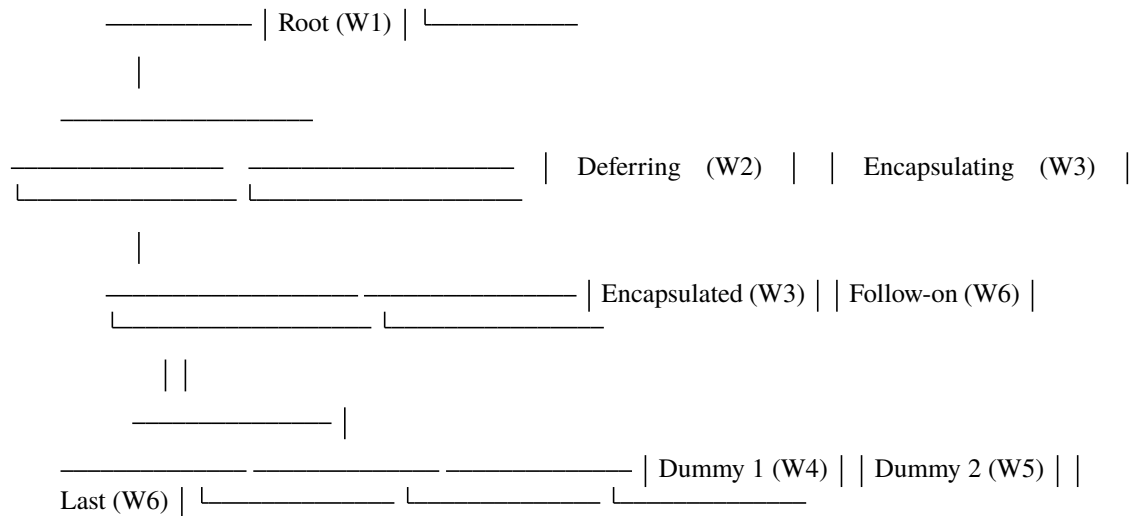 ─────────── │ Root (W1) │ └───────────
│
───────────────────
──────────────── ──────────────────── │ Deferring (W2) │ │ Encapsulating (W3) │
└──────────────── └────────────────────
│
─────────────────── ──────────────── │ Encapsulated (W3) │ │ Follow-on (W6) │
└─────────────────── └────────────────
│ │
─────────────── │
────────────── ────────────── ────────────── │ Dummy 1 (W4) │ │ Dummy 2 (W5) │ │
Last (W6) │ └────────────── └────────────── └──────────────